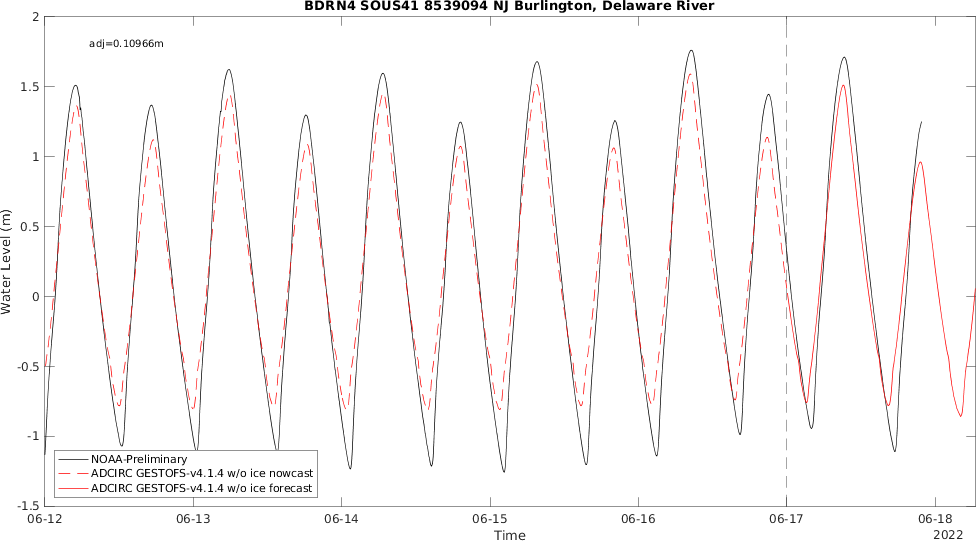 BDRN4 SOUS41 8539094 NJ Burlington, Delaware River
adj=0.10966m
2
1.5
1
0.5
0
-0.5
-1
-1.5
Water Level (m)
NOAA-Preliminary
ADCIRC GESTOFS-v4.1.4 w/o ice nowcast
ADCIRC GESTOFS-v4.1.4 w/o ice forecast
06-12 06-13 06-14 06-15 06-16 06-17 06-18
Time
2022